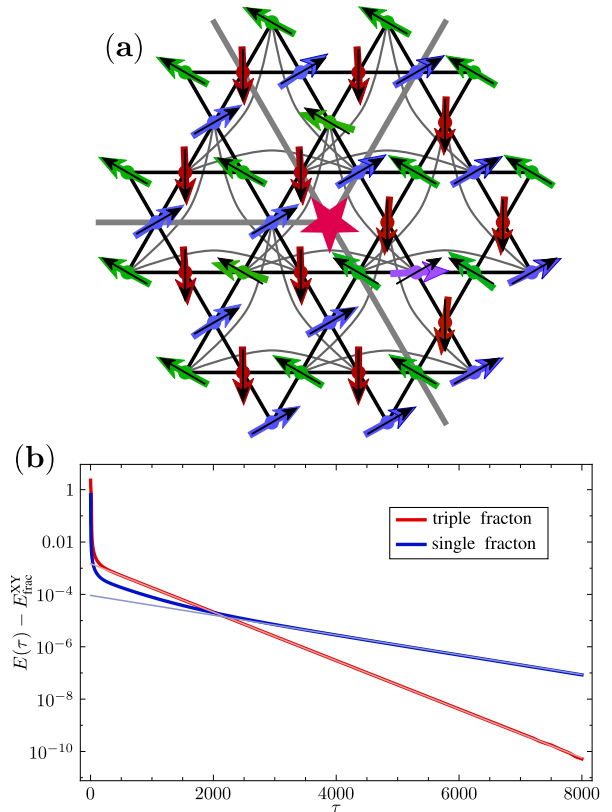 (a)
(b)
1
0.01
10⁻⁴
10⁻⁶
10⁻⁸
10⁻¹⁰
E(τ) − E_frac^XY
triple fracton
single fracton
0 2000 4000 6000 8000
τ